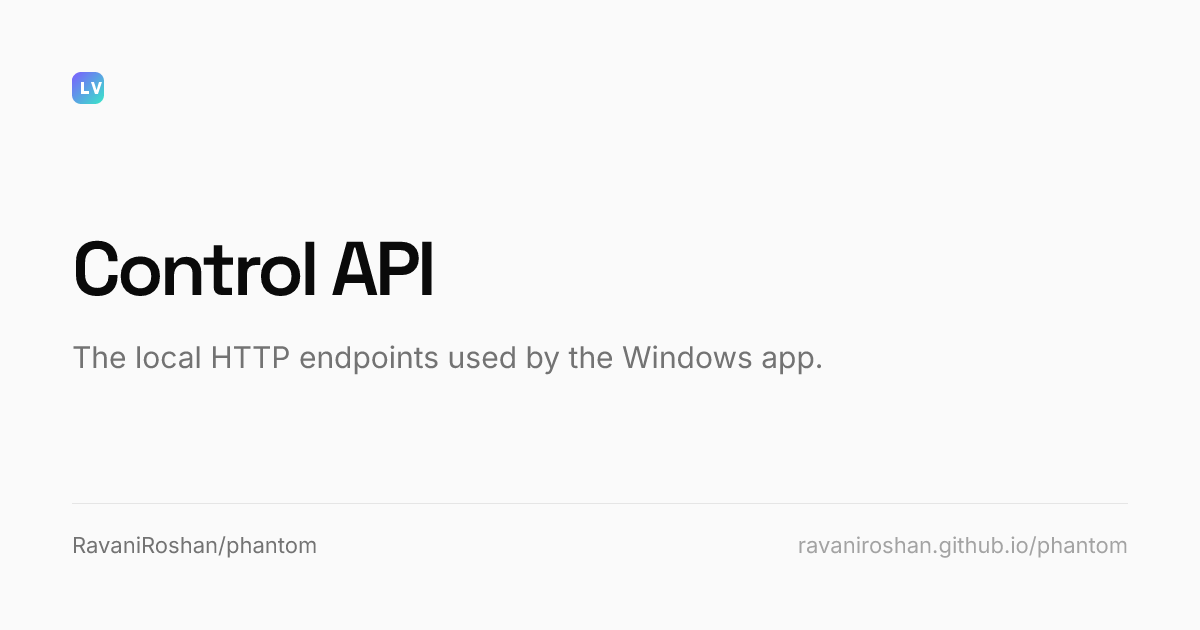 LV
Control API
The local HTTP endpoints used by the Windows app.
RavaniRoshan/phantom
ravaniroshan.github.io/phantom